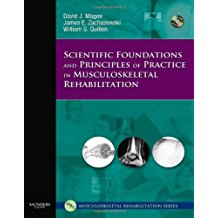 David J. Magee
James E. Zachazewski
William S. Quillen
Scientific Foundations
and Principles of Practice
in Musculoskeletal
Rehabilitation
SAUNDERS
Musculoskeletal Rehabilitation Series